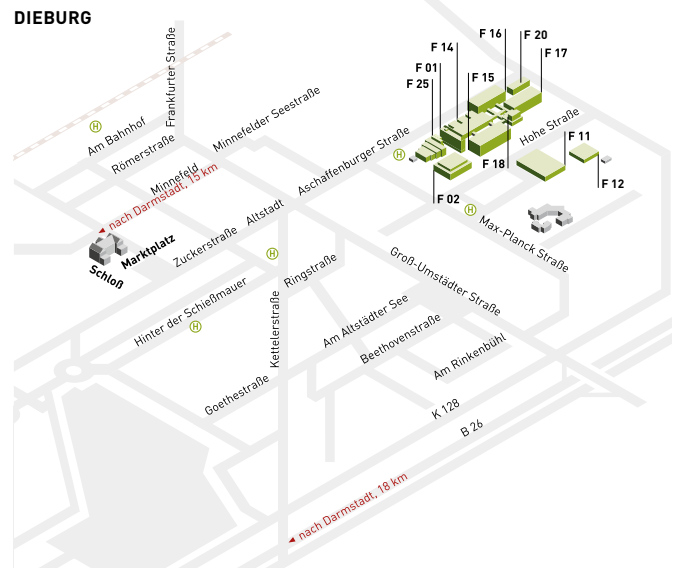 DIEBURG
F 16
F 20
F 14
F 17
F 01
F 15
F 25
Frankfurter Straße
Minnefelder Seestraße
H
Am Bahnhof
Römerstraße
Minnefeld
nach Darmstadt, 15 km
Aschaffenburger Straße
H
Hohe Straße
F 11
F 18
F 12
F 02
H
Max-Planck-Straße
Altstadt
Zuckerstraße
Marktplatz
Schloß
H
Ringstraße
Groß-Umstädter Straße
Hinter der Schießmauer
H
Kettelerstraße
Am Altstädter See
Beethovenstraße
Am Rinkenbühl
Goethestraße
K 128
B 26
nach Darmstadt, 18 km